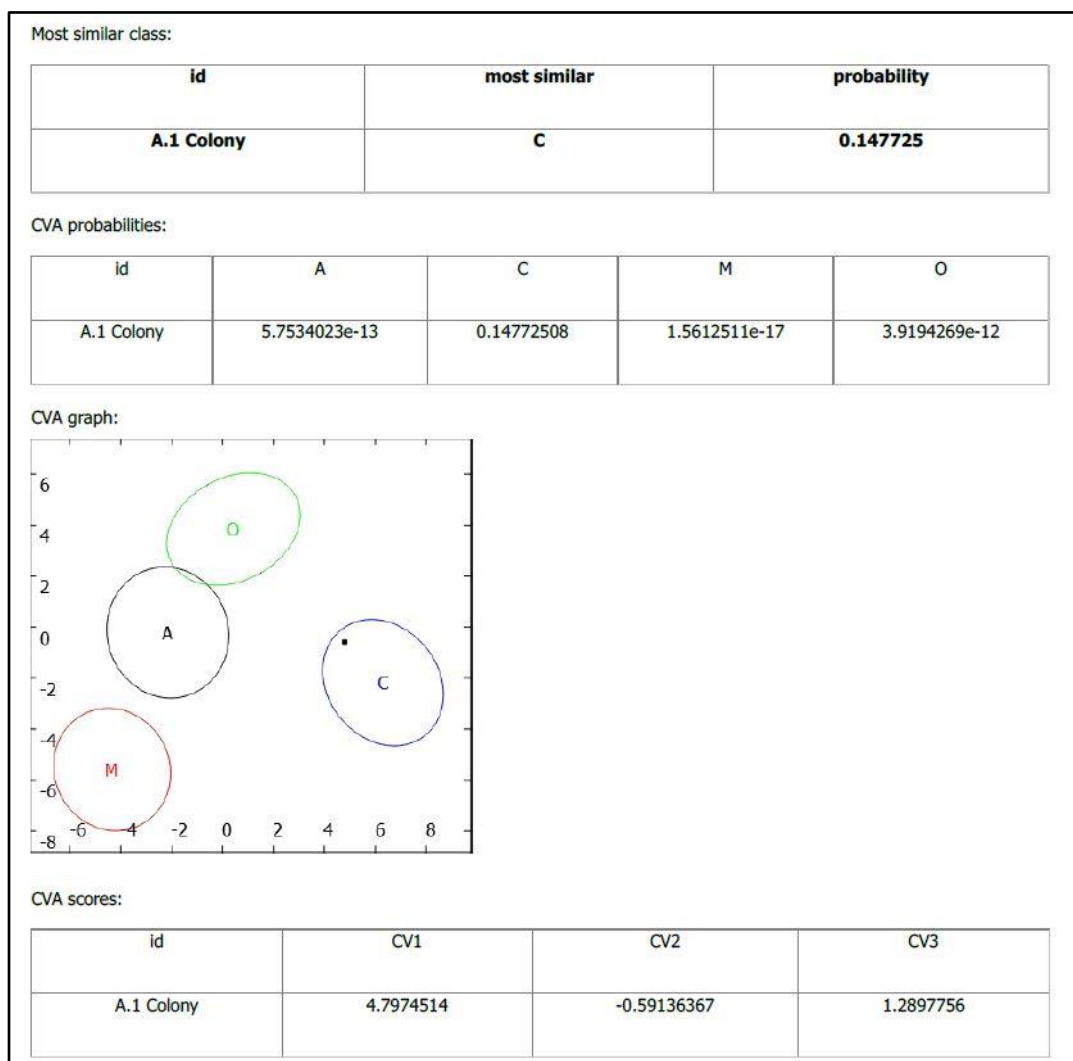 Most similar class:
id most similar probability
A.1 Colony C 0.147725
CVA probabilities:
id A C M O
A.1 Colony 5.7534023e-13 0.14772508 1.5612511e-17 3.9194269e-12
CVA graph:
6
O
4
2
A
0
-2
C
-4
M
-6
-8 -6 -4 -2 0 2 4 6 8
CVA scores:
id CV1 CV2 CV3
A.1 Colony 4.7974514 -0.59136367 1.2897756